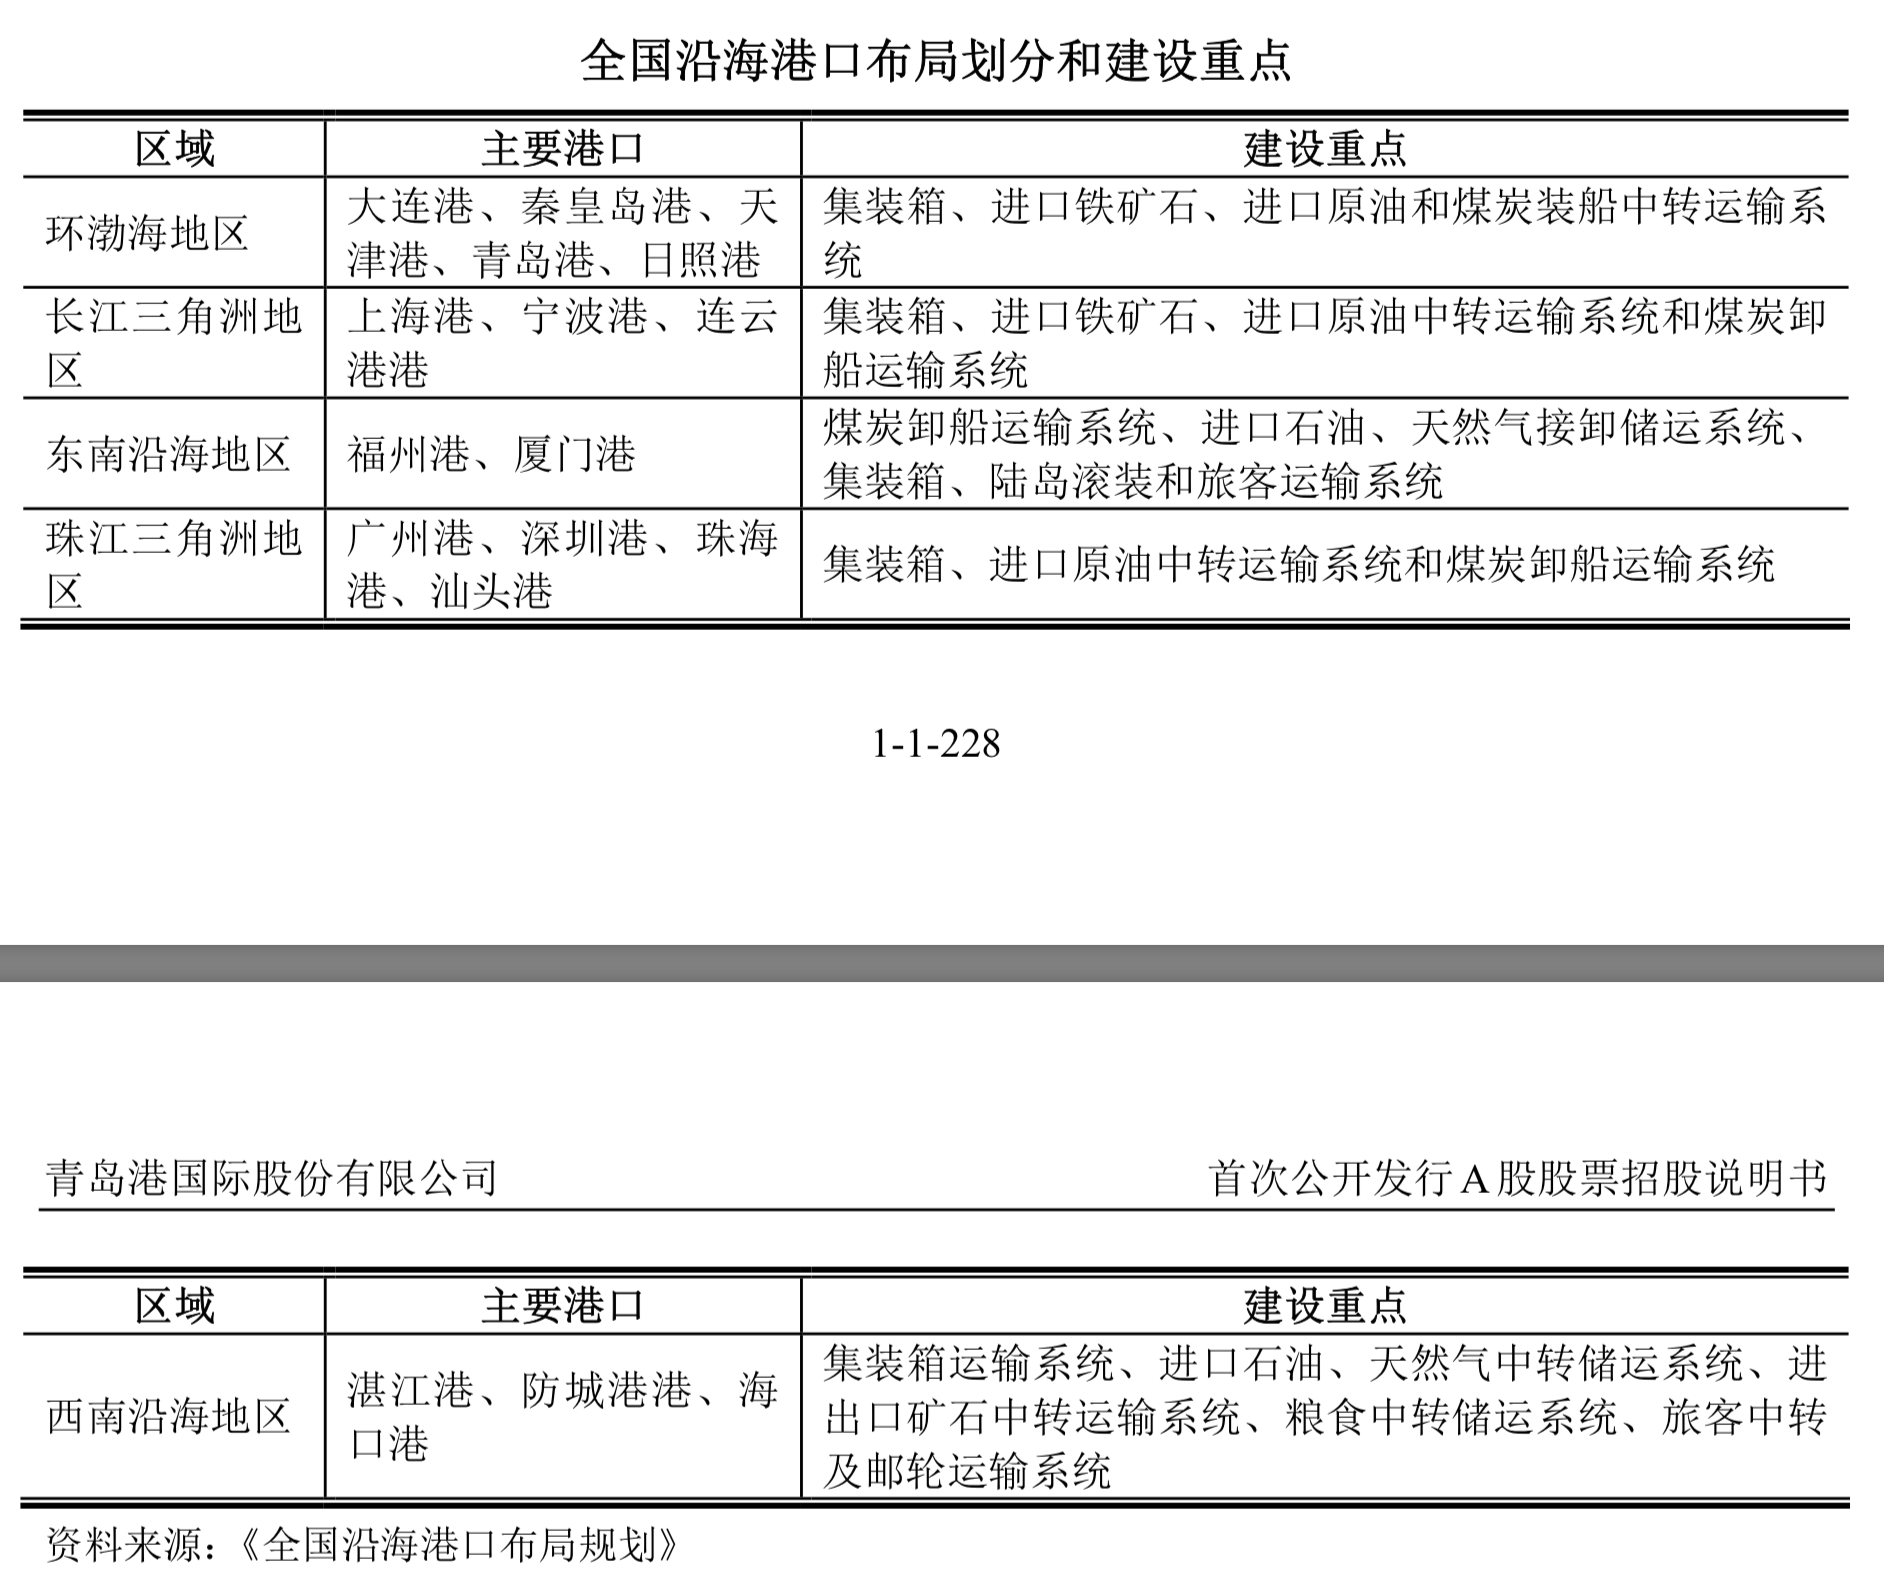 全国沿海港口布局划分和建设重点
区域 主要港口 建设重点
环渤海地区
大连港、秦皇岛港、天
津港、青岛港、日照港
集装箱、进口铁矿石、进口原油和煤炭装船中转运输系
统
长江三角洲地
区
上海港、宁波港、连云
港港
集装箱、进口铁矿石、进口原油中转运输系统和煤炭卸
船运输系统
东南沿海地区
福州港、厦门港
煤炭卸船运输系统、进口石油、天然气接卸储运系统、
集装箱、陆岛滚装和旅客运输系统
珠江三角洲地
区
广州港、深圳港、珠海
港、汕头港
集装箱、进口原油中转运输系统和煤炭卸船运输系统
1-1-228
青岛港国际股份有限公司 首次公开发行 A 股股票招股说明书
区域 主要港口 建设重点
西南沿海地区
湛江港、防城港港、海
口港
集装箱运输系统、进口石油、天然气中转储运系统、进
出口矿石中转运输系统、粮食中转储运系统、旅客中转
及邮轮运输系统
资料来源：《全国沿海港口布局规划》